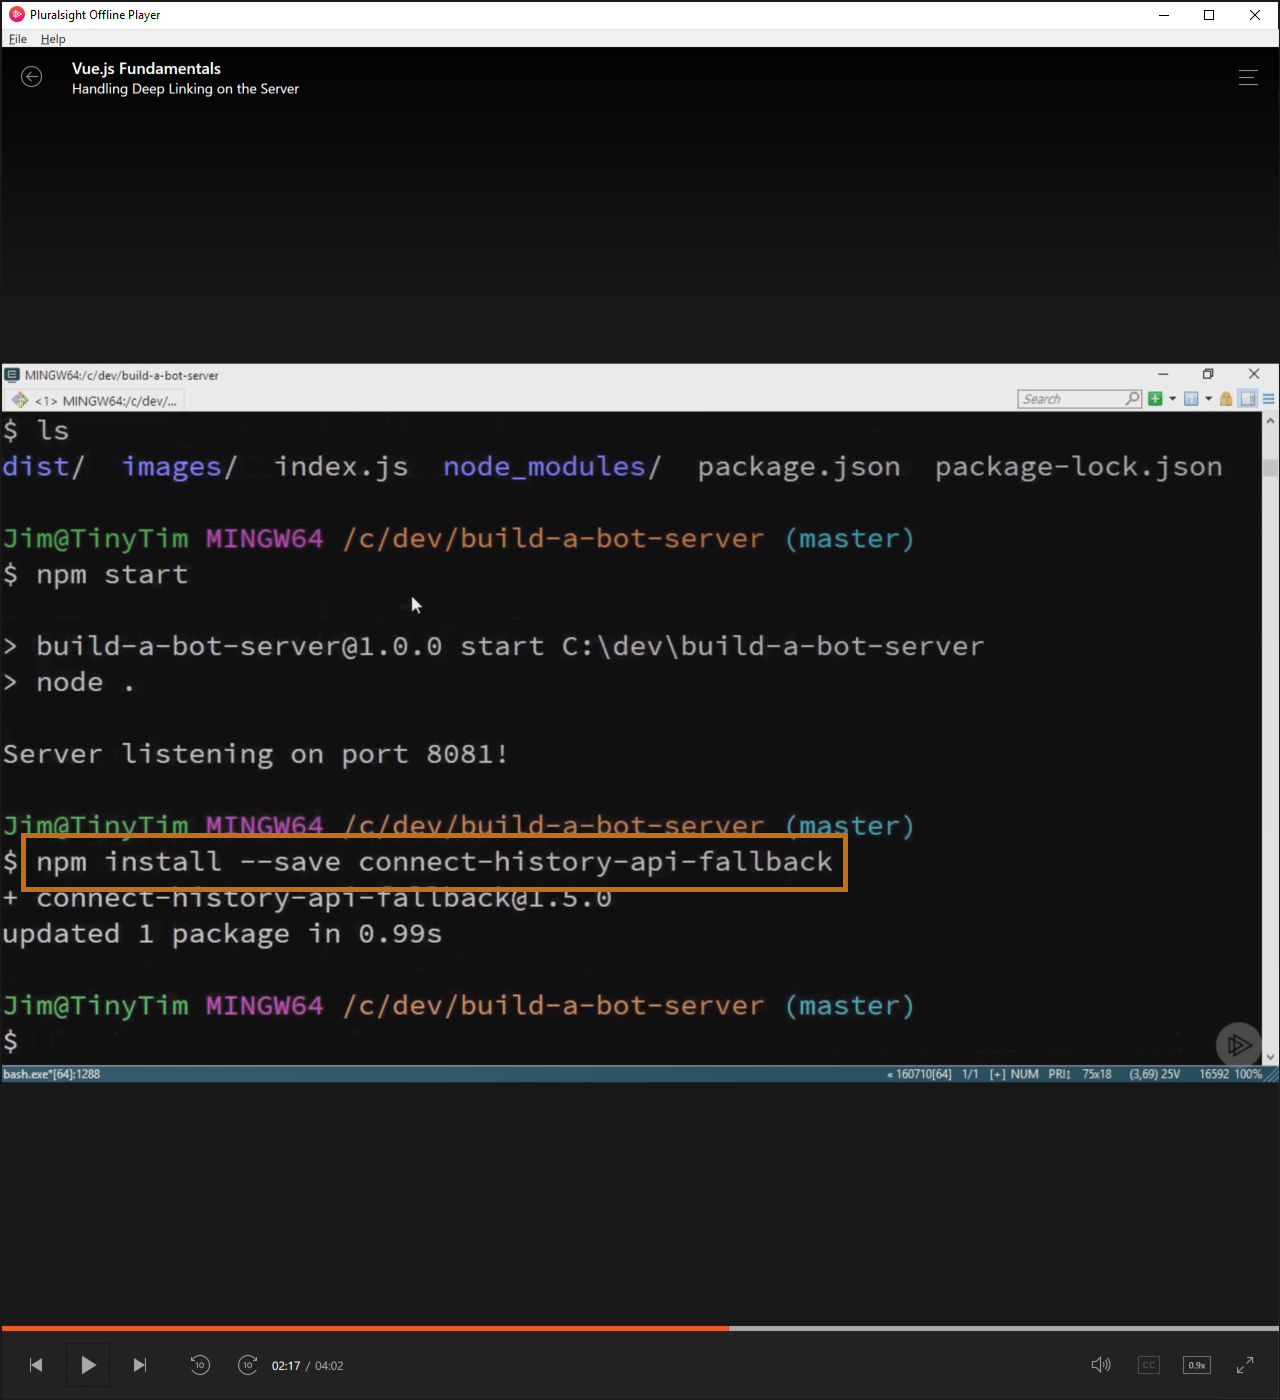 Pluralsight Offline Player
File Help
Vue.js Fundamentals
Handling Deep Linking on the Server
MINGW64:/c/dev/build-a-bot-server
<1> MINGW64:/c/dev/...
Search
$ ls
dist/ images/ index.js node_modules/ package.json package-lock.json
Jim@TinyTim MINGW64 /c/dev/build-a-bot-server (master)
$ npm start
> build-a-bot-server@1.0.0 start C:\dev\build-a-bot-server
> node .
Server listening on port 8081!
Jim@TinyTim MINGW64 /c/dev/build-a-bot-server (master)
$ npm install --save connect-history-api-fallback
+ connect-history-api-fallback@1.5.0
updated 1 package in 0.99s
Jim@TinyTim MINGW64 /c/dev/build-a-bot-server (master)
$
bash.exe*[64]:1288
« 160710[64] 1/1 [+] NUM PRI↕ 75x18 (3,69) 25V 16592 100%
10 10 02:17 / 04:02 CC 0.9x